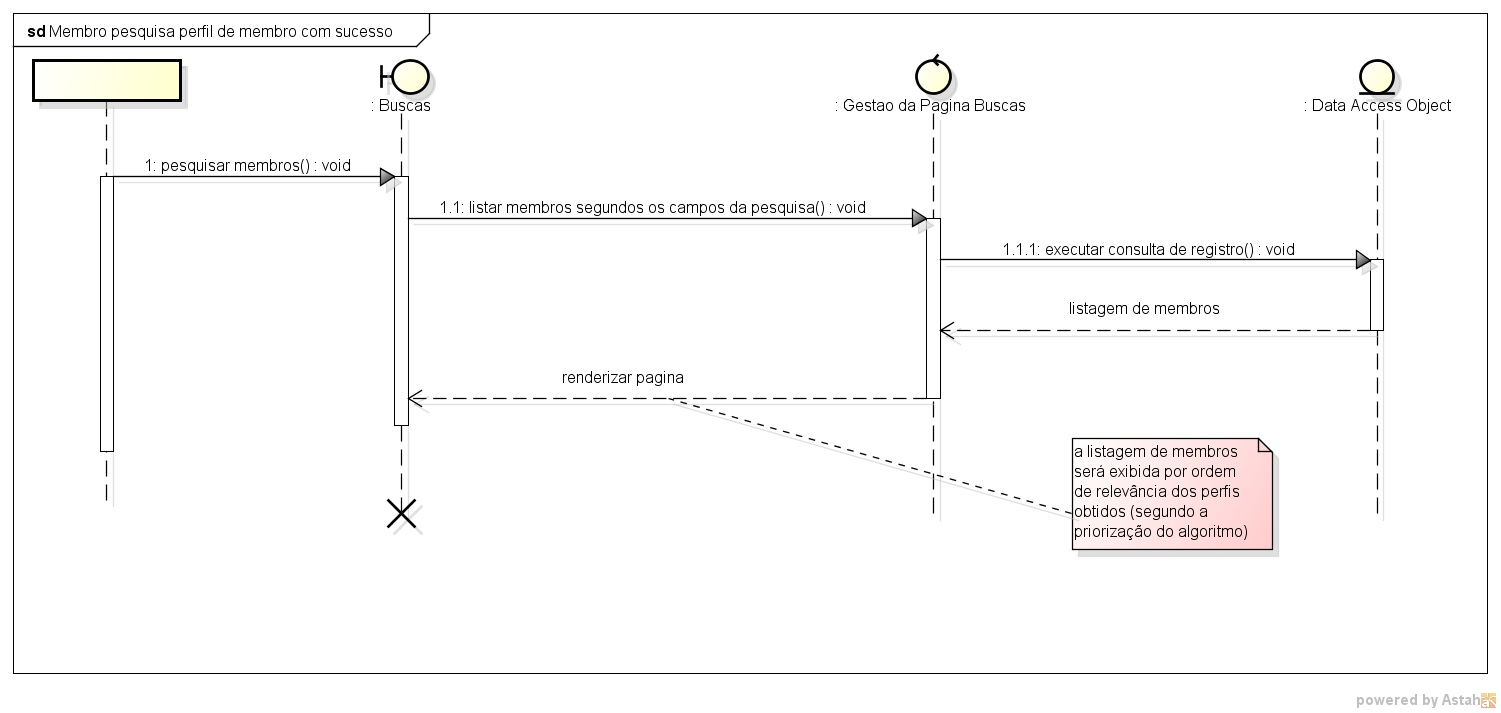 sd Membro pesquisa perfil de membro com sucesso
: Buscas
: Gestao da Pagina Buscas
: Data Access Object
1: pesquisar membros() : void
1.1: listar membros segundos os campos da pesquisa() : void
1.1.1: executar consulta de registro() : void
listagem de membros
renderizar pagina
a listagem de membros
será exibida por ordem
de relevância dos perfis
obtidos (segundo a
priorização do algoritmo)
powered by Astah